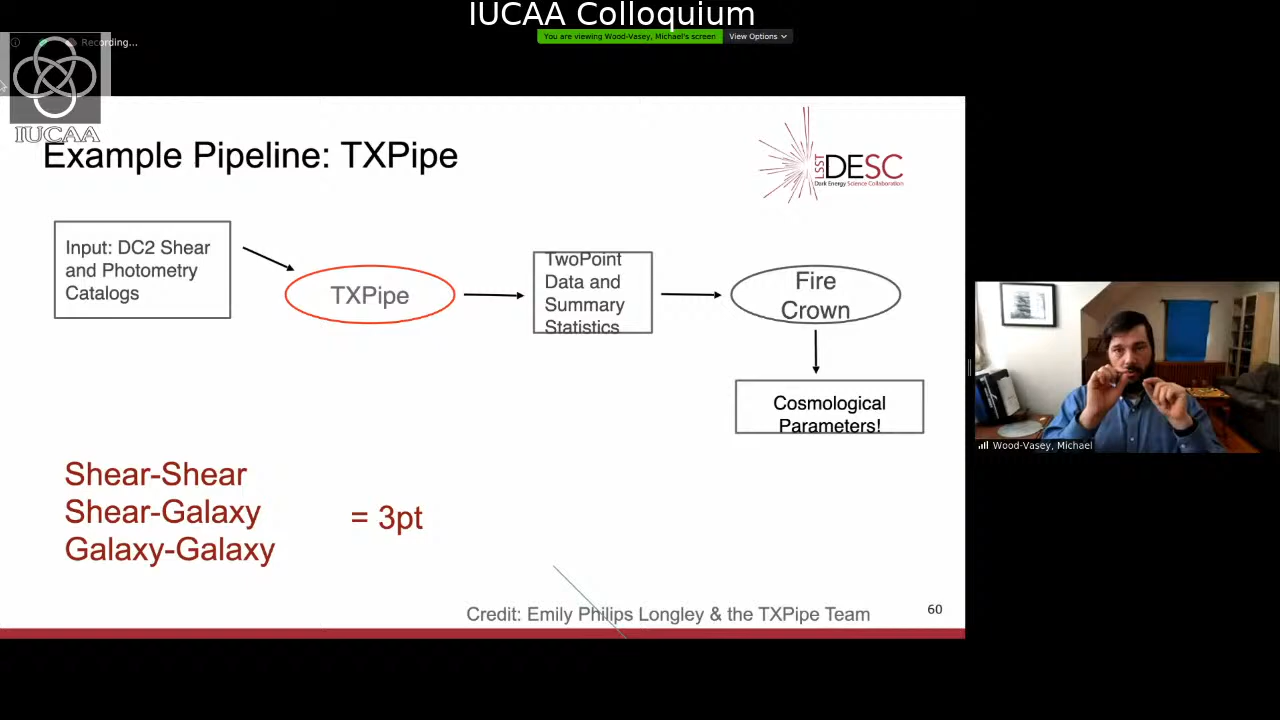 IUCAA Colloquium
Recording...
You are viewing Wood-Vasey, Michael's screen
View Options
IUCAA
Example Pipeline: TXPipe
LSST
DESC
Dark Energy Science Collaboration
Input: DC2 Shear
and Photometry
Catalogs
TXPipe
TwoPoint
Data and
Summary
Statistics
Fire
Crown
Cosmological
Parameters!
Wood-Vasey, Michael
Shear-Shear
Shear-Galaxy
Galaxy-Galaxy
= 3pt
Credit: Emily Philips Longley & the TXPipe Team
60